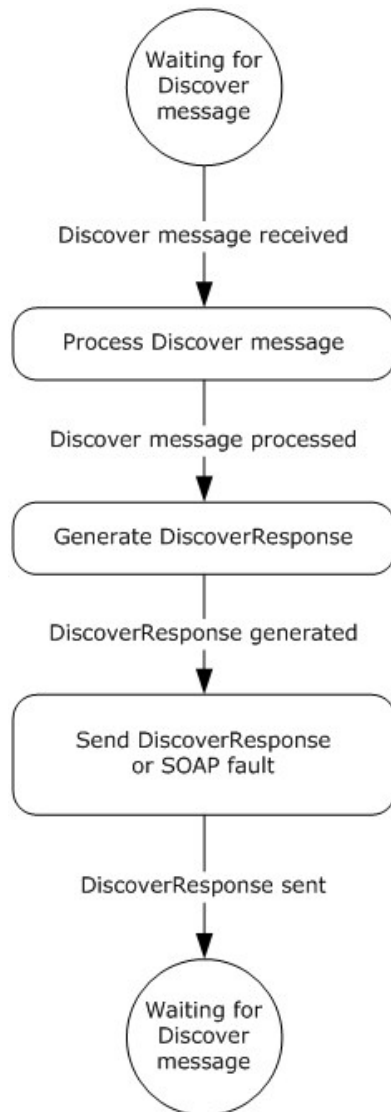 Waiting for
Discover
message
Discover message received
Process Discover message
Discover message processed
Generate DiscoverResponse
DiscoverResponse generated
Send DiscoverResponse
or SOAP fault
DiscoverResponse sent
Waiting for
Discover
message